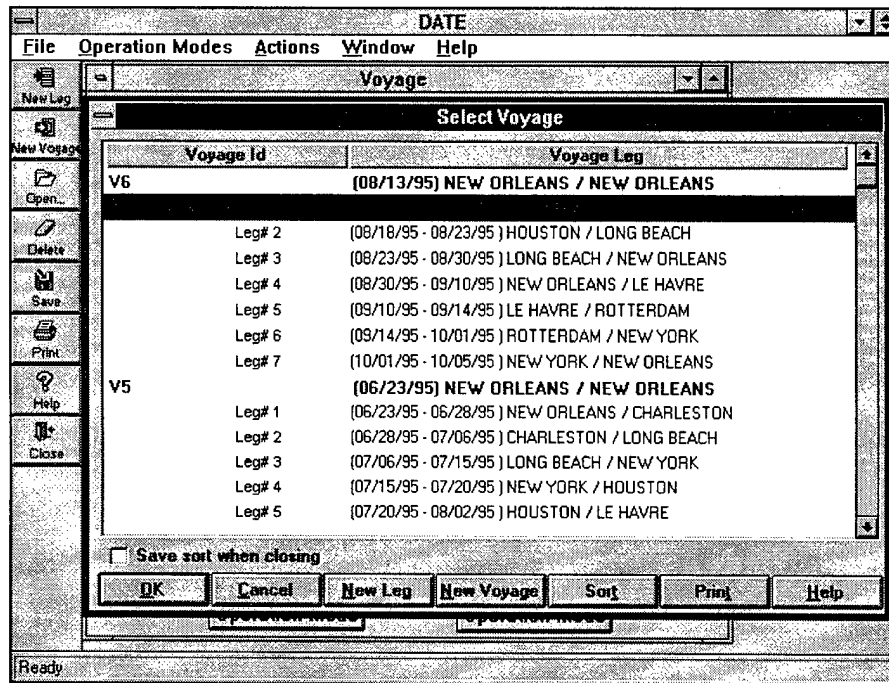 DATE
File Operation Modes Actions Window Help
Voyage
New Leg
Select Voyage
New Voyage
Voyage Id Voyage Leg
V6 (08/13/95) NEW ORLEANS / NEW ORLEANS
Open...
Leg# 2 (08/18/95 - 08/23/95 ) HOUSTON / LONG BEACH
Delete
Leg# 3 (08/23/95 - 08/30/95 ) LONG BEACH / NEW ORLEANS
Leg# 4 (08/30/95 - 09/10/95 ) NEW ORLEANS / LE HAVRE
Save
Leg# 5 (09/10/95 - 09/14/95 ) LE HAVRE / ROTTERDAM
Leg# 6 (09/14/95 - 10/01/95 ) ROTTERDAM / NEW YORK
Print
Leg# 7 (10/01/95 - 10/05/95 ) NEW YORK / NEW ORLEANS
V5 (06/23/95) NEW ORLEANS / NEW ORLEANS
Help
Leg# 1 (06/23/95 - 06/28/95 ) NEW ORLEANS / CHARLESTON
Leg# 2 (06/28/95 - 07/06/95 ) CHARLESTON / LONG BEACH
Close
Leg# 3 (07/06/95 - 07/15/95 ) LONG BEACH / NEW YORK
Leg# 4 (07/15/95 - 07/20/95 ) NEW YORK / HOUSTON
Leg# 5 (07/20/95 - 08/02/95 ) HOUSTON / LE HAVRE
Save sort when closing
OK Cancel New Leg New Voyage Sort Print Help
Operation Mode Operation Mode
Ready